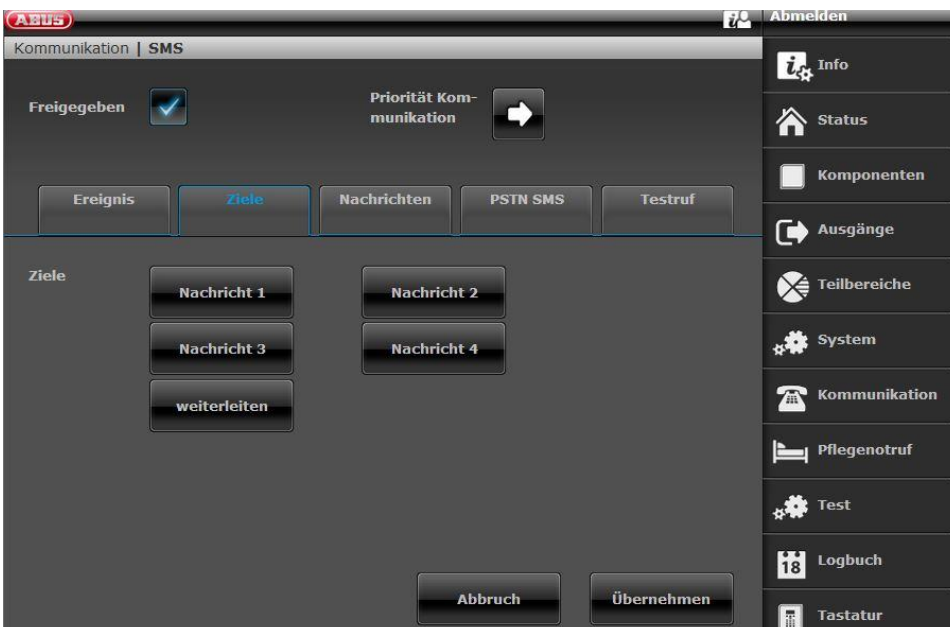 ABUS
Abmelden
Kommunikation | SMS
Info
Freigegeben
Priorität Kom-
munikation
Status
Komponenten
Ereignis
Ziele
Nachrichten
PSTN SMS
Testruf
Ausgänge
Ziele
Nachricht 1
Nachricht 2
Teilbereiche
Nachricht 3
Nachricht 4
System
weiterleiten
Kommunikation
Pflegenotruf
Test
Logbuch
18
Abbruch
Übernehmen
Tastatur